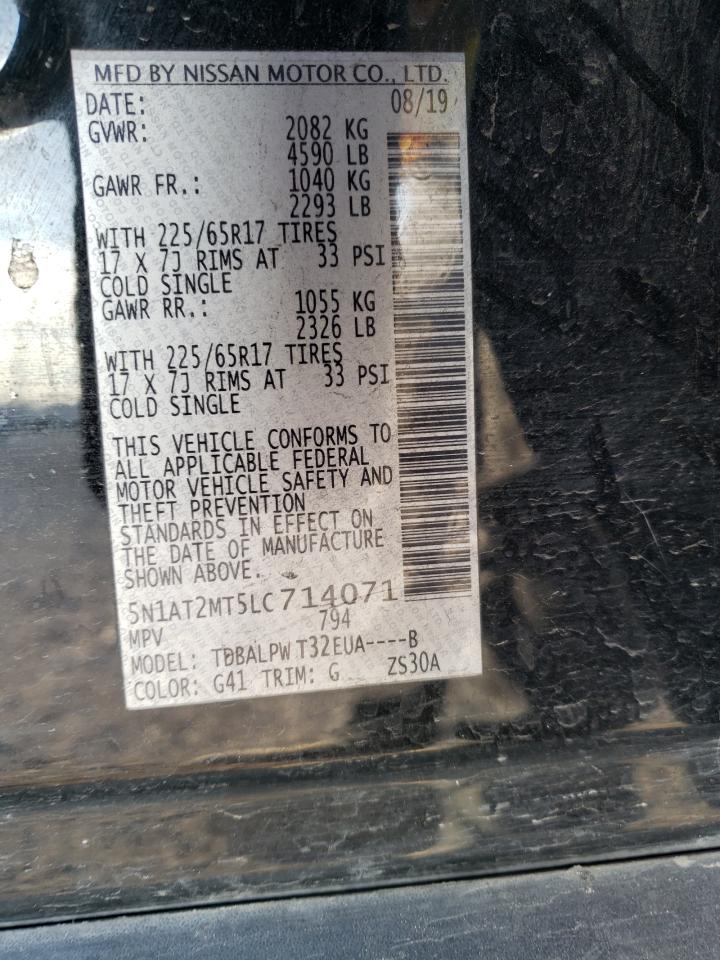 MFD BY NISSAN MOTOR CO., LTD.
DATE: 08/19
GVWR: 2082 KG
4590 LB
GAWR FR.: 1040 KG
2293 LB
WITH 225/65R17 TIRES
17 X 7J RIMS AT 33 PSI
COLD SINGLE
GAWR RR.: 1055 KG
2326 LB
WITH 225/65R17 TIRES
17 X 7J RIMS AT 33 PSI
COLD SINGLE
THIS VEHICLE CONFORMS TO
ALL APPLICABLE FEDERAL
MOTOR VEHICLE SAFETY AND
THEFT PREVENTION
STANDARDS IN EFFECT ON
THE DATE OF MANUFACTURE
SHOWN ABOVE.
5N1AT2MT5LC714071
MPV 794
MODEL: TDBALPW T32EUA----B
COLOR: G41 TRIM: G ZS30A